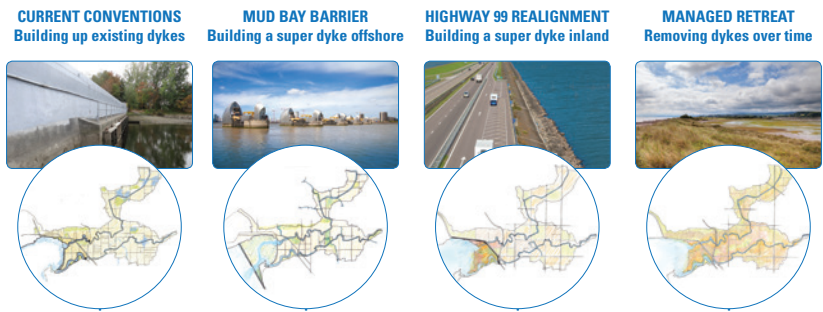 CURRENT CONVENTIONS
Building up existing dykes
MUD BAY BARRIER
Building a super dyke offshore
HIGHWAY 99 REALIGNMENT
Building a super dyke inland
MANAGED RETREAT
Removing dykes over time